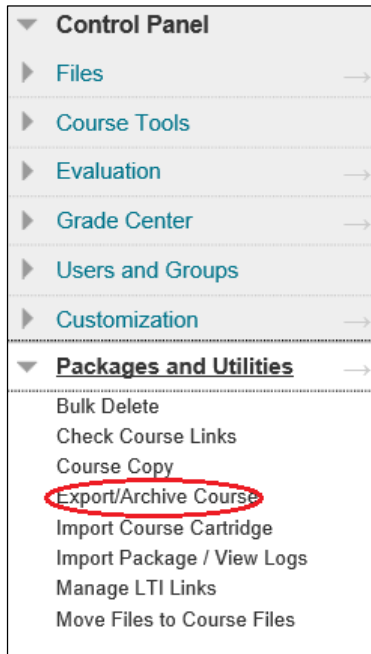 Control Panel
Files
Course Tools
Evaluation
Grade Center
Users and Groups
Customization
Packages and Utilities
Bulk Delete
Check Course Links
Course Copy
Export/Archive Course
Import Course Cartridge
Import Package / View Logs
Manage LTI Links
Move Files to Course Files